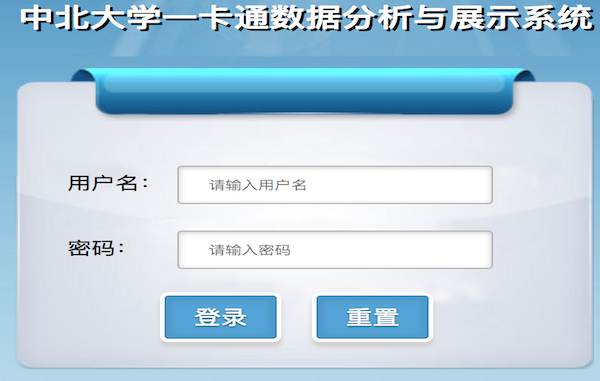 中北大学一卡通数据分析与展示系统
用户名：
请输入用户名
密码：
请输入密码
登录
重置